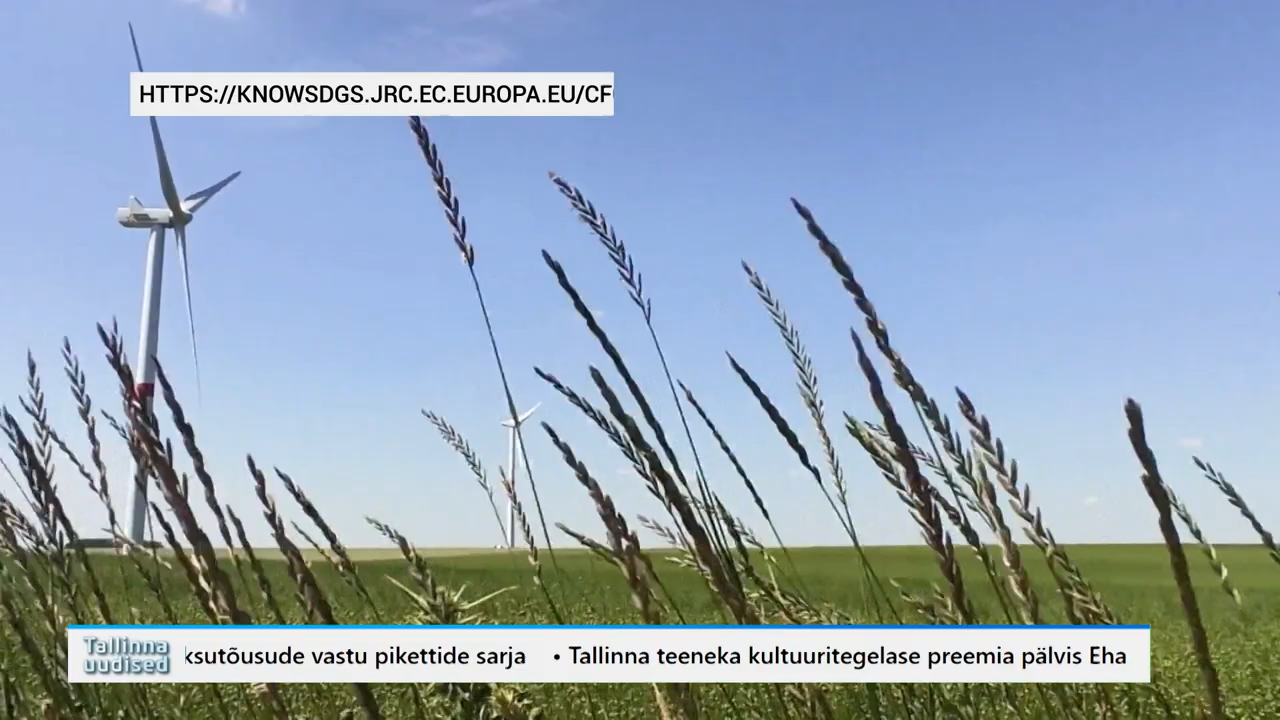 HTTPS://KNOWSDGS.JRC.EC.EUROPA.EU/CF
Tallinna
uudised
ksutõusude vastu pikettide sarja • Tallinna teeneka kultuuritegelase preemia pälvis Eha